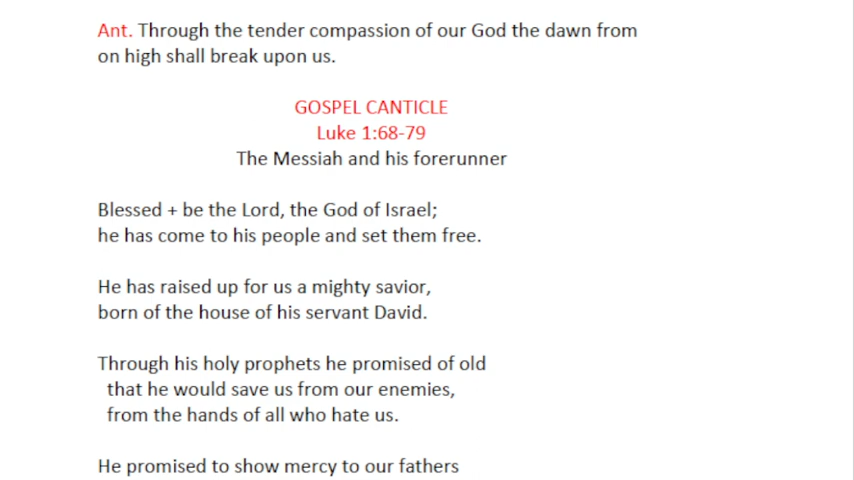 Ant. Through the tender compassion of our God the dawn from
on high shall break upon us.
GOSPEL CANTICLE
Luke 1:68-79
The Messiah and his forerunner
Blessed + be the Lord, the God of Israel;
he has come to his people and set them free.
He has raised up for us a mighty savior,
born of the house of his servant David.
Through his holy prophets he promised of old
that he would save us from our enemies,
from the hands of all who hate us.
He promised to show mercy to our fathers